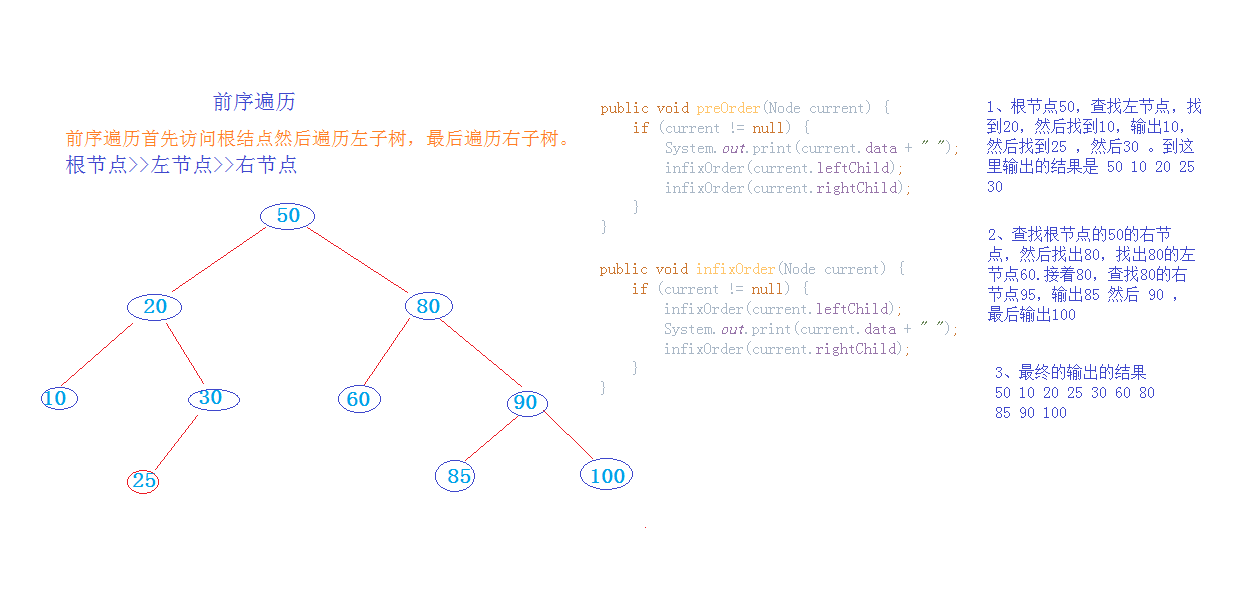 前序遍历
前序遍历首先访问根结点然后遍历左子树，最后遍历右子树。
根节点>>左节点>>右节点
50
20
80
10
30
60
90
25
85
100
public void preOrder(Node current) {
if (current != null) {
System.out.print(current.data + " ");
infixOrder(current.leftChild);
infixOrder(current.rightChild);
}
}
public void infixOrder(Node current) {
if (current != null) {
infixOrder(current.leftChild);
System.out.print(current.data + " ");
infixOrder(current.rightChild);
}
}
1、根节点50，查找左节点，找
到20，然后找到10，输出10，
然后找到25 ，然后30 。到这
里输出的结果是 50 10 20 25
30
2、查找根节点的50的右节
点，然后找出80，找出80的左
节点60.接着80，查找80的右
节点95，输出85 然后 90 ，
最后输出100
3、最终的输出的结果
50 10 20 25 30 60 80
85 90 100